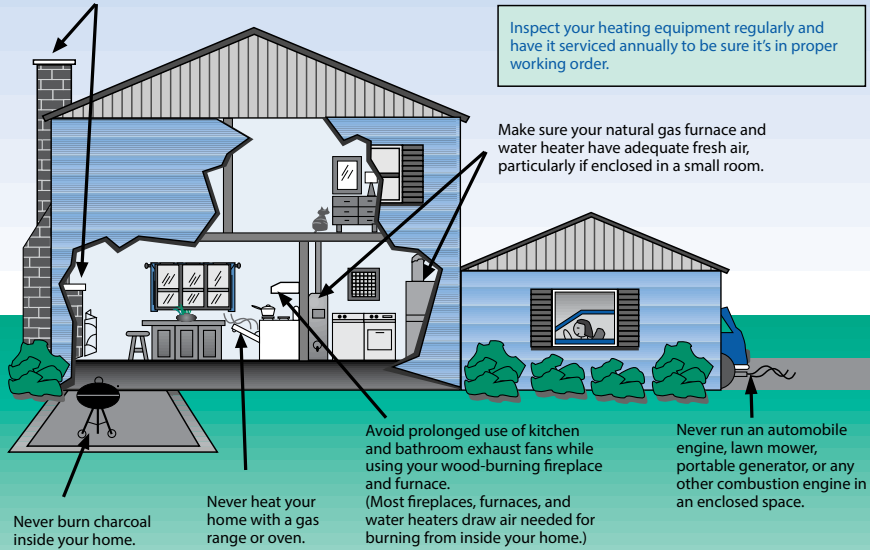 Inspect your heating equipment regularly and
have it serviced annually to be sure it's in proper
working order.
Make sure your natural gas furnace and
water heater have adequate fresh air,
particularly if enclosed in a small room.
Never burn charcoal
inside your home.
Never heat your
home with a gas
range or oven.
Avoid prolonged use of kitchen
and bathroom exhaust fans while
using your wood-burning fireplace
and furnace.
(Most fireplaces, furnaces, and
water heaters draw air needed for
burning from inside your home.)
Never run an automobile
engine, lawn mower,
portable generator, or any
other combustion engine in
an enclosed space.